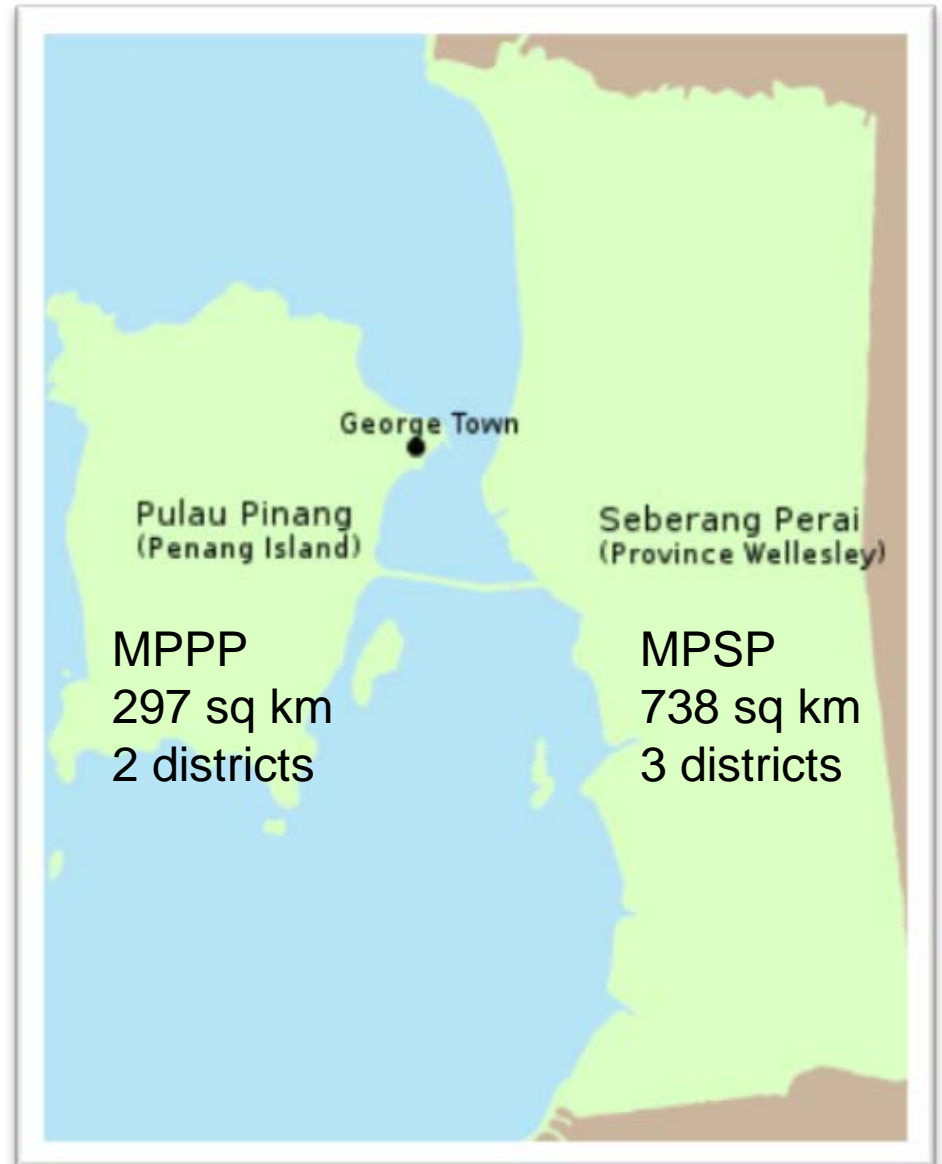 George Town
Pulau Pinang
(Penang Island)
MPPP
297 sq km
2 districts
Seberang Perai
(Province Wellesley)
MPSP
738 sq km
3 districts